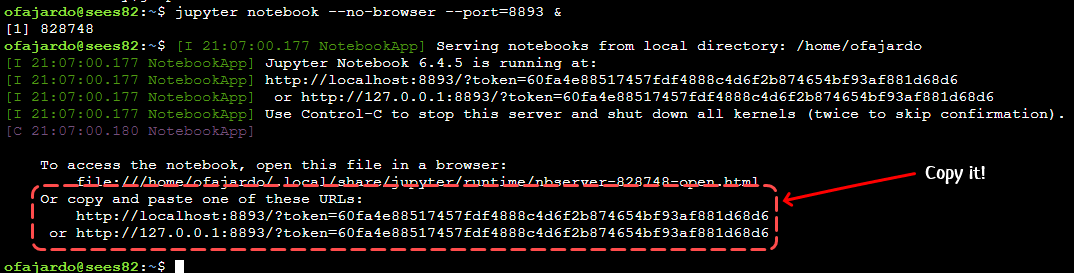 ofajardo@sees82:~$ jupyter notebook --no-browser --port=8893 &
[1] 828748
ofajardo@sees82:~$ [I 21:07:00.177 NotebookApp] Serving notebooks from local directory: /home/ofajardo
[I 21:07:00.177 NotebookApp] Jupyter Notebook 6.4.5 is running at:
[I 21:07:00.177 NotebookApp] http://localhost:8893/?token=60fa4e88517457fdf4888c4d6f2b874654bf93af881d68d6
[I 21:07:00.177 NotebookApp]  or http://127.0.0.1:8893/?token=60fa4e88517457fdf4888c4d6f2b874654bf93af881d68d6
[I 21:07:00.177 NotebookApp] Use Control-C to stop this server and shut down all kernels (twice to skip confirmation).
[C 21:07:00.180 NotebookApp]
To access the notebook, open this file in a browser:
file:///home/ofajardo/.local/share/jupyter/runtime/nbserver-828748-open.html
Copy it!
Or copy and paste one of these URLs:
http://localhost:8893/?token=60fa4e88517457fdf4888c4d6f2b874654bf93af881d68d6
or http://127.0.0.1:8893/?token=60fa4e88517457fdf4888c4d6f2b874654bf93af881d68d6
ofajardo@sees82:~$